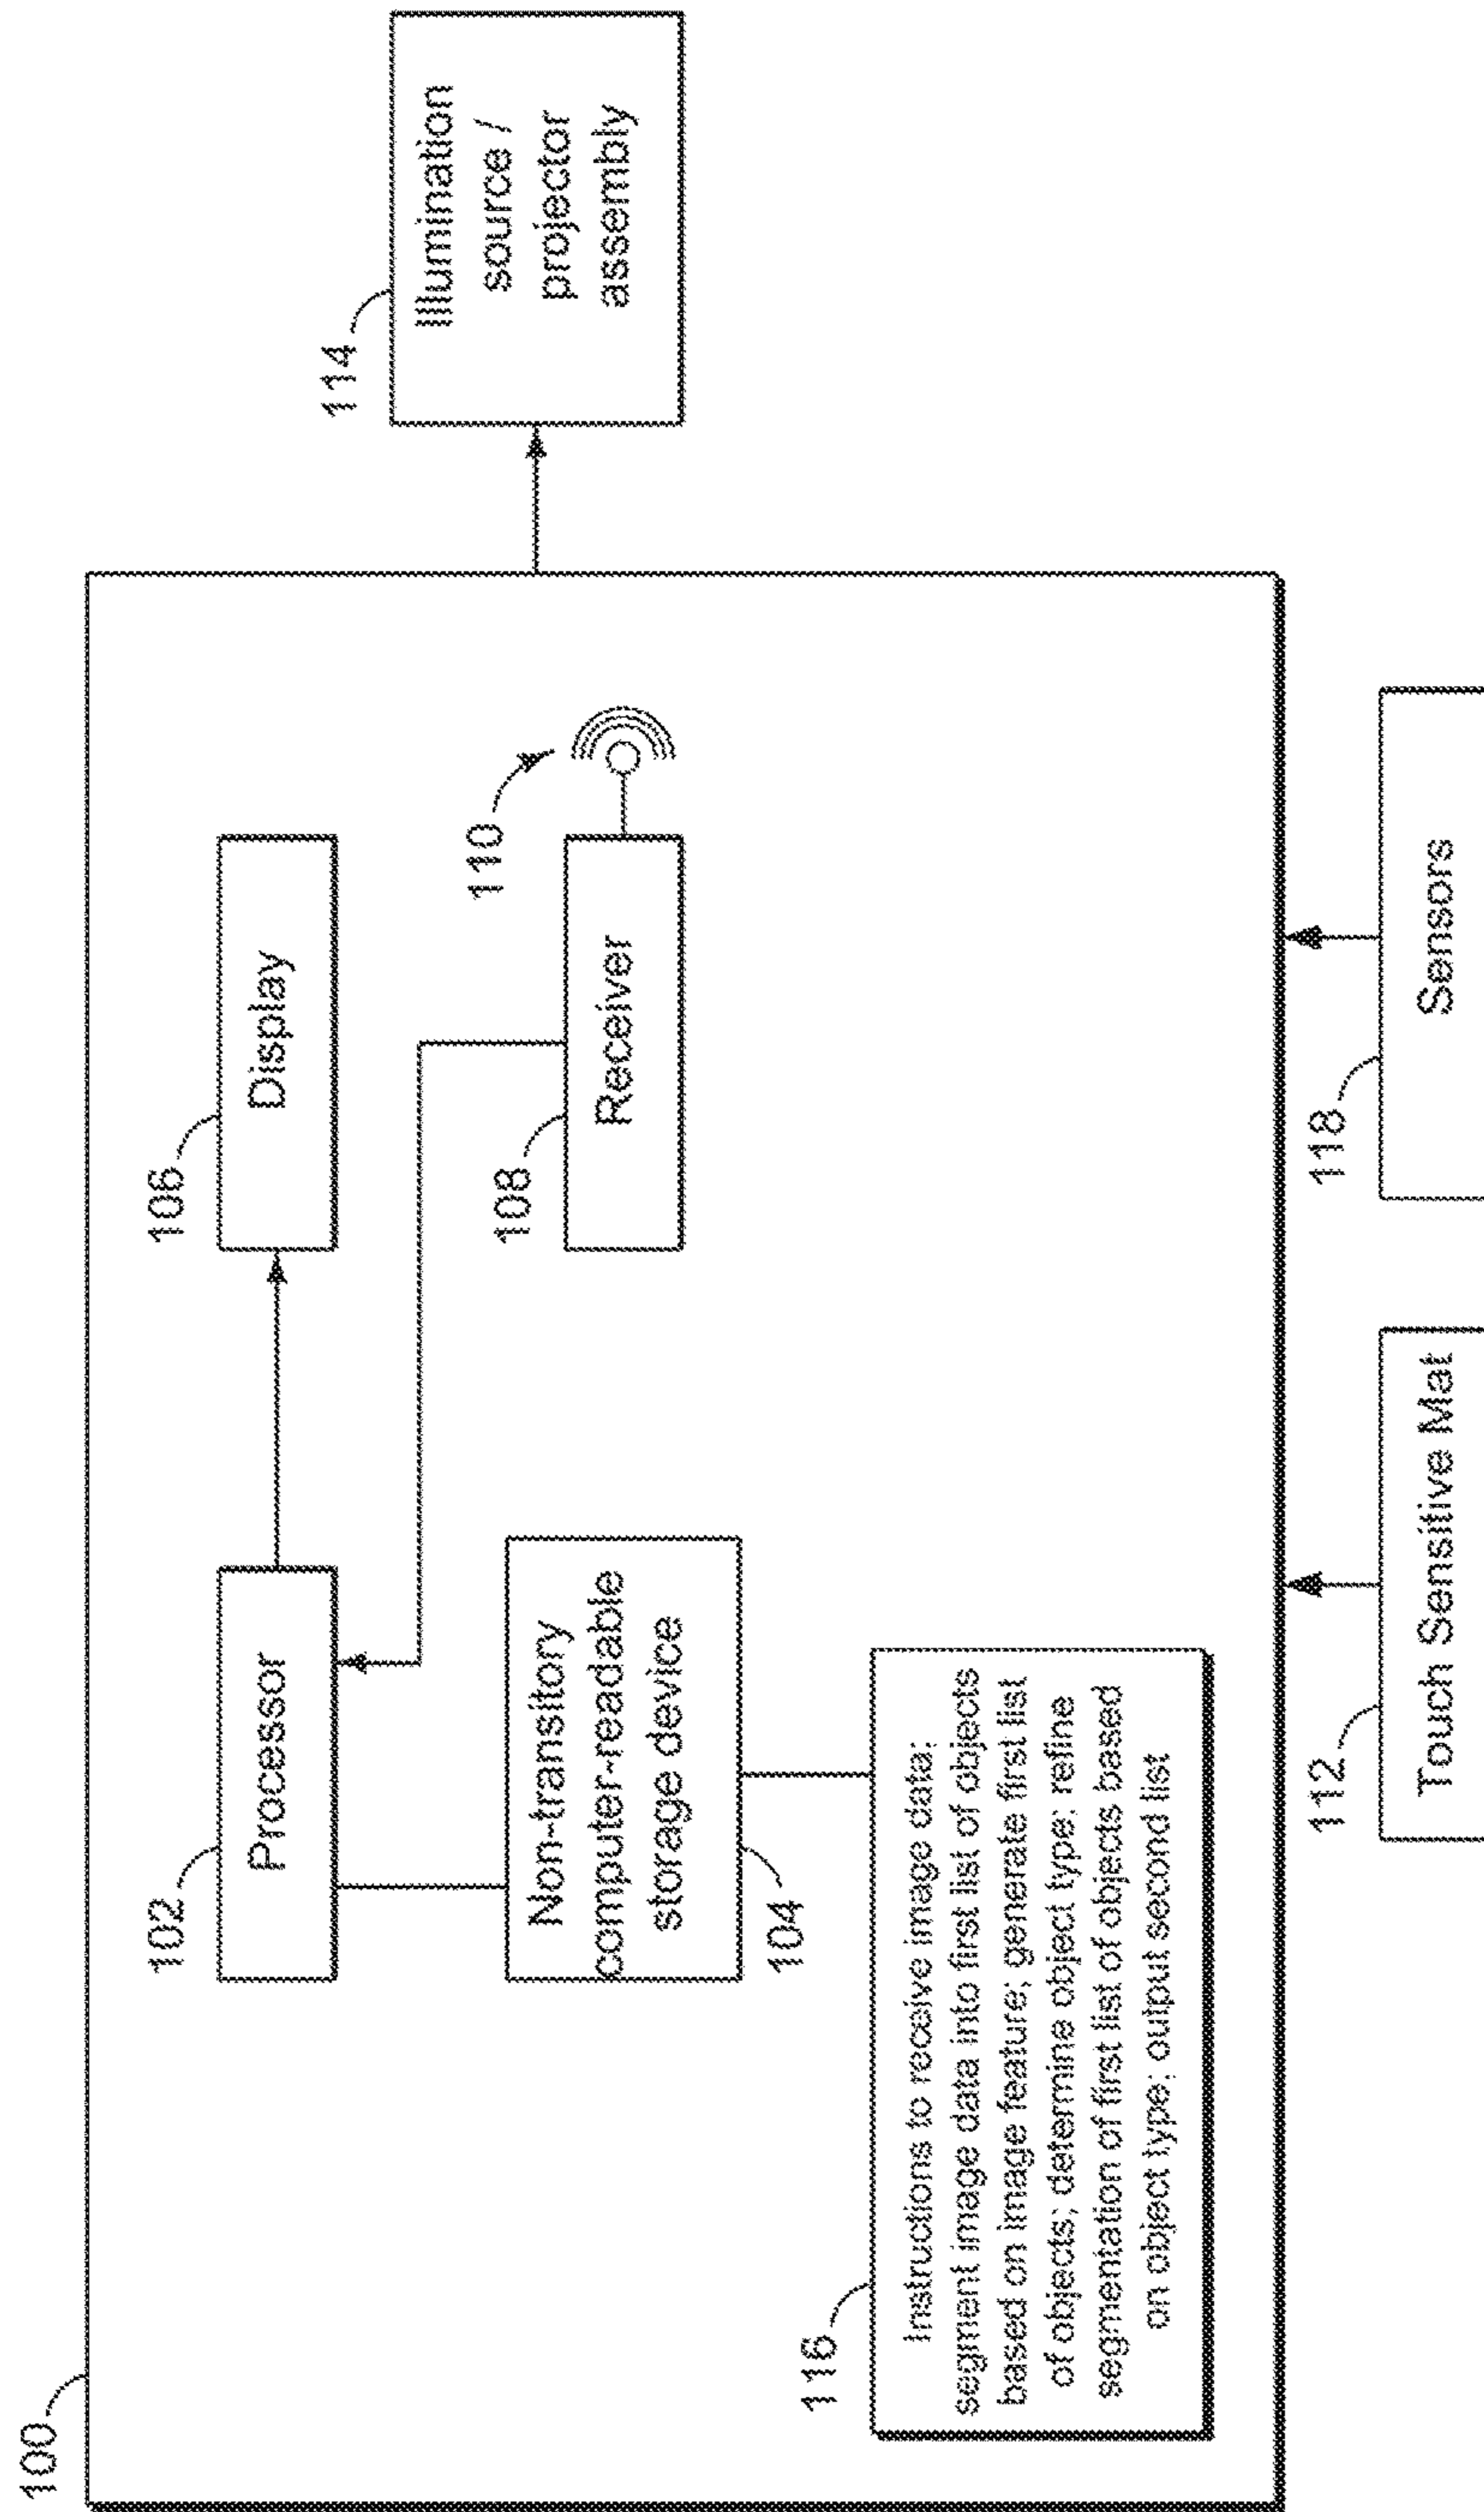 100
102
Processor
106
Display
114
Illumination
source /
projector
assembly
Non-transitory
computer-readable
storage device
104
108
Receiver
110
116
Instructions to receive image data;
segment image data into first list of objects
based on image feature; generate first list
of objects; determine object type; refine
segmentation of first list of objects based
on object type; output second list
112
Touch Sensitive Mat
118
Sensors